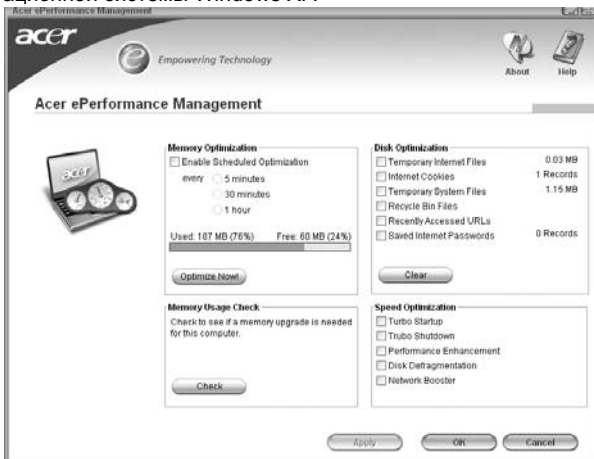 Acer ePerformance Management
acer
Empowering Technology
About
Help
Acer ePerformance Management
Memory Optimization
Enable Scheduled Optimization
every
5 minutes
30 minutes
1 hour
Used: 187 MB (76%)
Free: 60 MB (24%)
Optimize Now!
Disk Optimization
Temporary Internet Files 0.03 MB
Internet Cookies 1 Records
Temporary System Files 1.15 MB
Recycle Bin Files
Recently Accessed URLs
Saved Internet Passwords 0 Records
Clear
Memory Usage Check
Check to see if a memory upgrade is needed
for this computer.
Check
Speed Optimization
Turbo Startup
Trubo Shutdown
Performance Enhancement
Disk Defragmentation
Network Booster
Apply
OK
Cancel